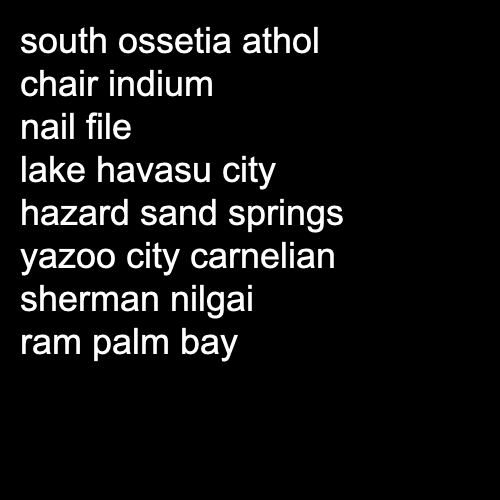 south ossetia athol
chair indium
nail file
lake havasu city
hazard sand springs
yazoo city carnelian
sherman nilgai
ram palm bay